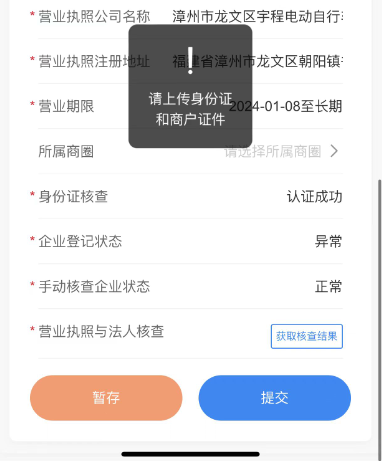 * 营业执照公司名称 漳州市龙文区宇程电动自行
* 营业执照注册地址 福建省漳州市龙文区朝阳镇
!
请上传身份证
和商户证件
* 营业期限 2024-01-08至长期
所属商圈 请选择所属商圈
* 身份证核查 认证成功
* 企业登记状态 异常
* 手动核查企业状态 正常
* 营业执照与法人核查 获取核查结果
暂存 提交